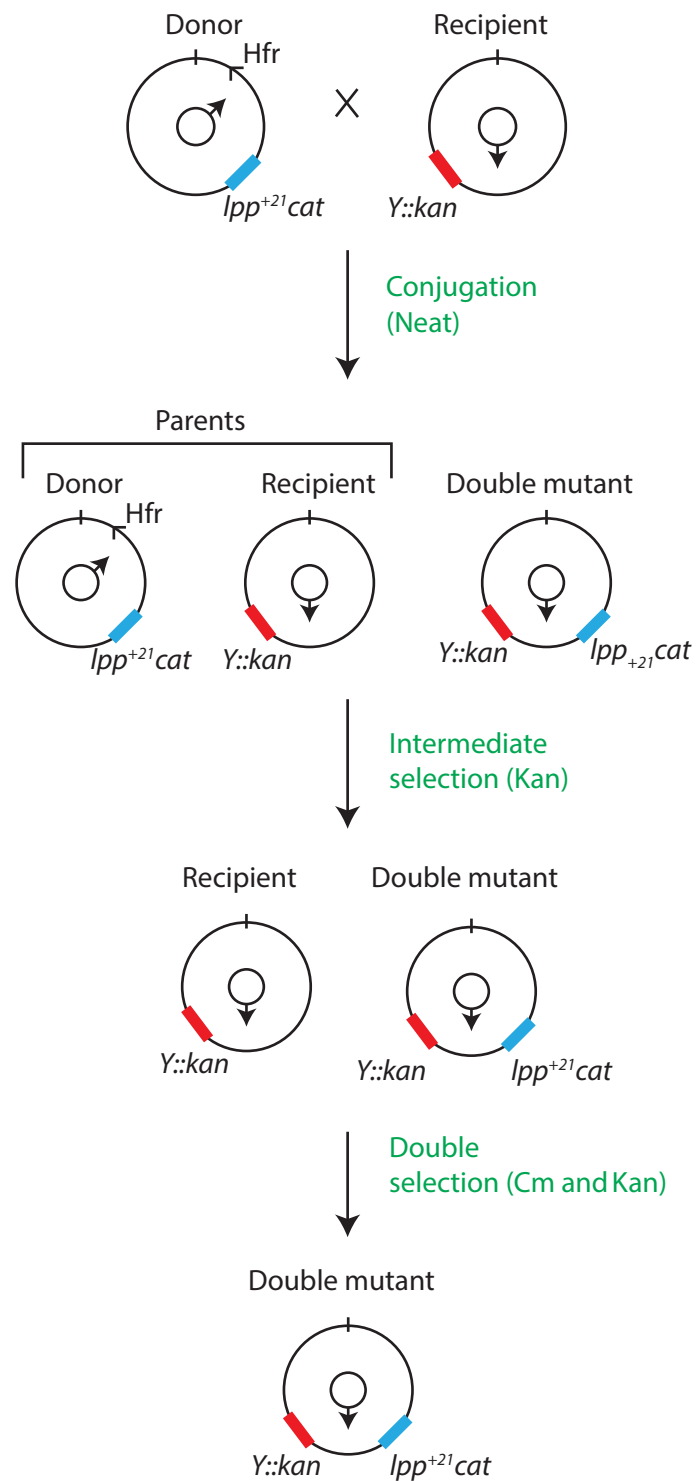 Donor
Recipient
Hfr
X
lpp+21cat
Y::kan
Conjugation
(Neat)
Parents
Donor
Recipient
Double mutant
Hfr
lpp+21cat
Y::kan
Y::kan
lpp+21cat
Intermediate
selection (Kan)
Recipient
Double mutant
Y::kan
Y::kan
lpp+21cat
Double
selection (Cm and Kan)
Double mutant
Y::kan
lpp+21cat